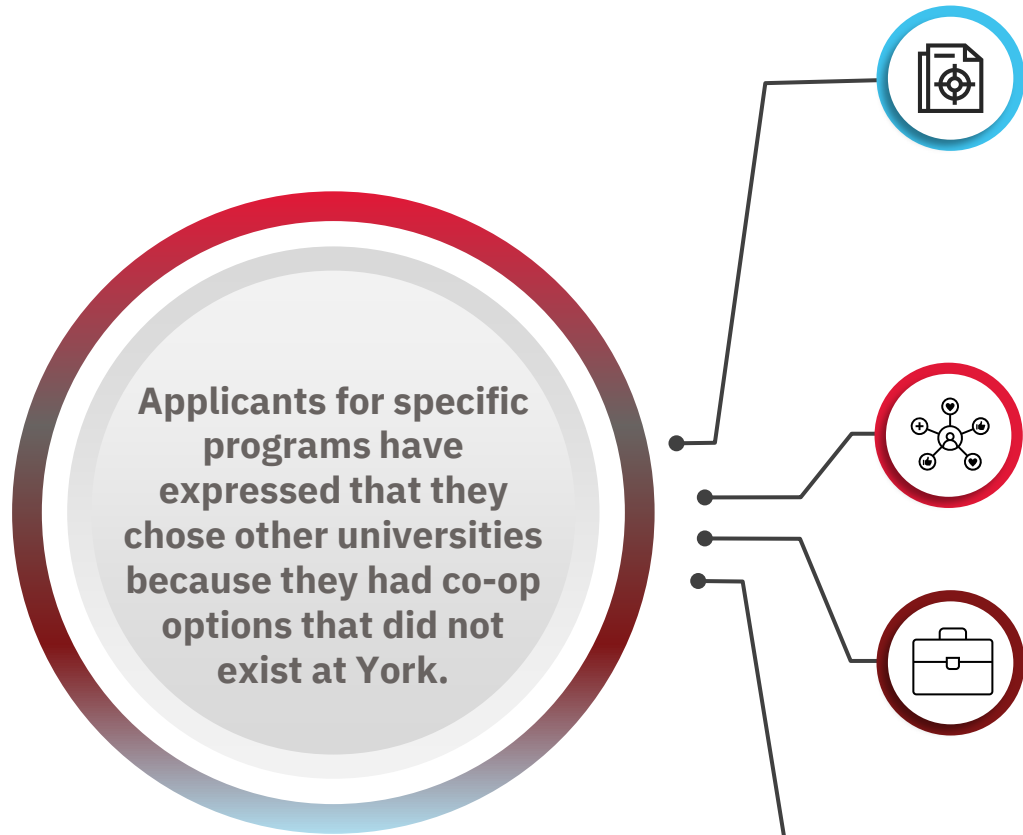 Applicants for specific
programs have
expressed that they
chose other universities
because they had co-op
options that did not
exist at York.